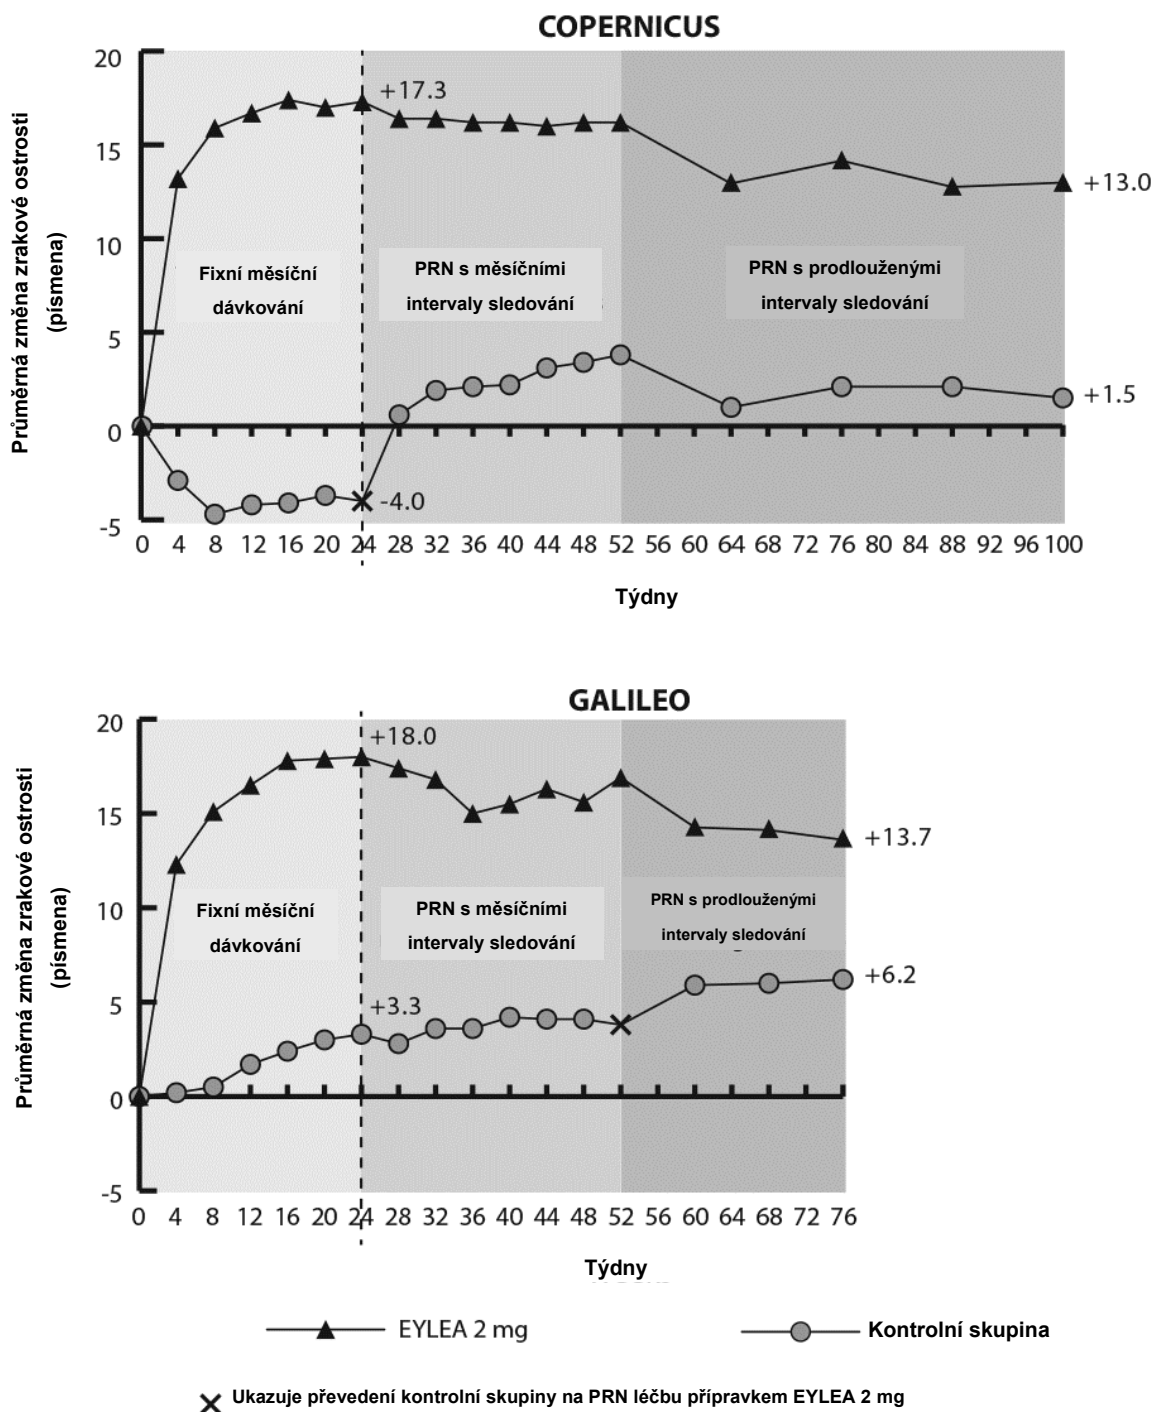 COPERNICUS
Průměrná změna zrakové ostrosti
(písmena)
20
15
10
5
0
-5
+17.3
+13.0
Fixní měsíční
dávkování
PRN s měsíčními
intervaly sledování
PRN s prodlouženými
intervaly sledování
+1.5
-4.0
0 4 8 12 16 20 24 28 32 36 40 44 48 52 56 60 64 68 72 76 80 84 88 92 96 100
Týdny
GALILEO
Průměrná změna zrakové ostrosti
(písmena)
20
15
10
5
0
-5
+18.0
+13.7
Fixní měsíční
dávkování
PRN s měsíčními
intervaly sledování
PRN s prodlouženými
intervaly sledování
+3.3
+6.2
0 4 8 12 16 20 24 28 32 36 40 44 48 52 56 60 64 68 72 76
Týdny
EYLEA 2 mg
Kontrolní skupina
Ukazuje převedení kontrolní skupiny na PRN léčbu přípravkem EYLEA 2 mg